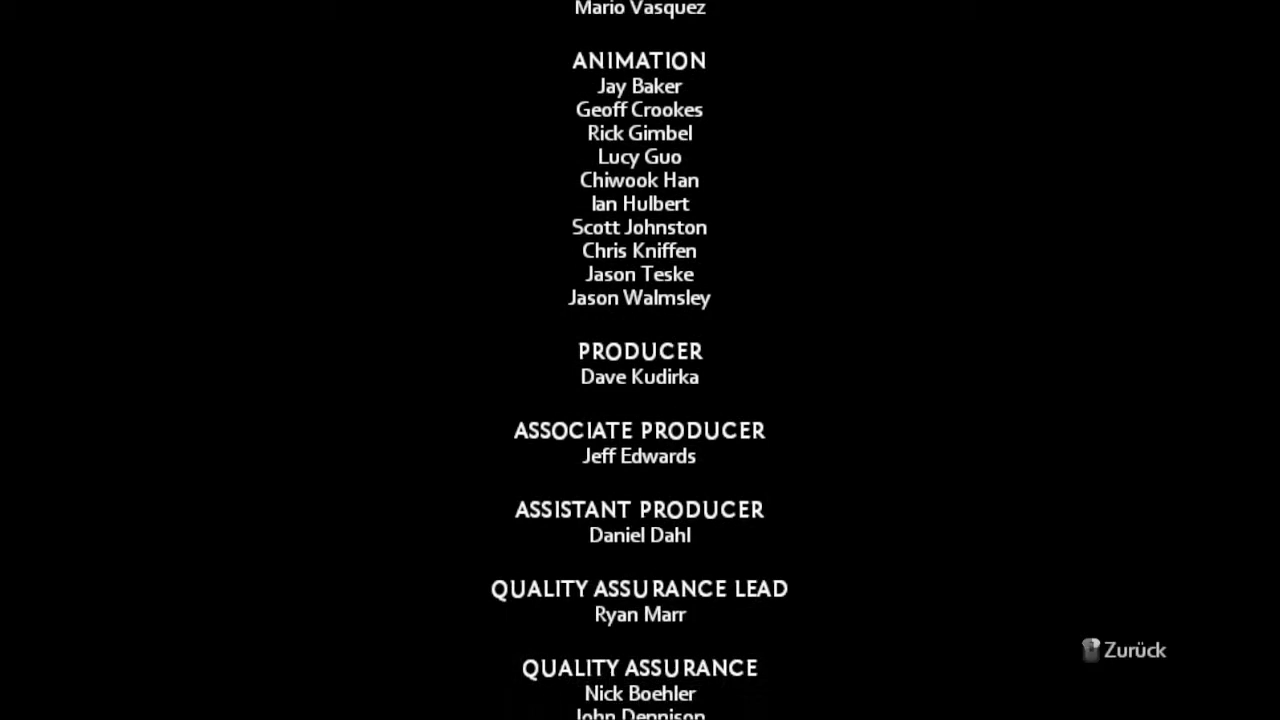 Mario Vasquez
ANIMATION
Jay Baker
Geoff Crookes
Rick Gimbel
Lucy Guo
Chiwook Han
Ian Hulbert
Scott Johnston
Chris Kniffen
Jason Teske
Jason Walmsley
PRODUCER
Dave Kudirka
ASSOCIATE PRODUCER
Jeff Edwards
ASSISTANT PRODUCER
Daniel Dahl
QUALITY ASSURANCE LEAD
Ryan Marr
Zurück
QUALITY ASSURANCE
Nick Boehler
John Dennison